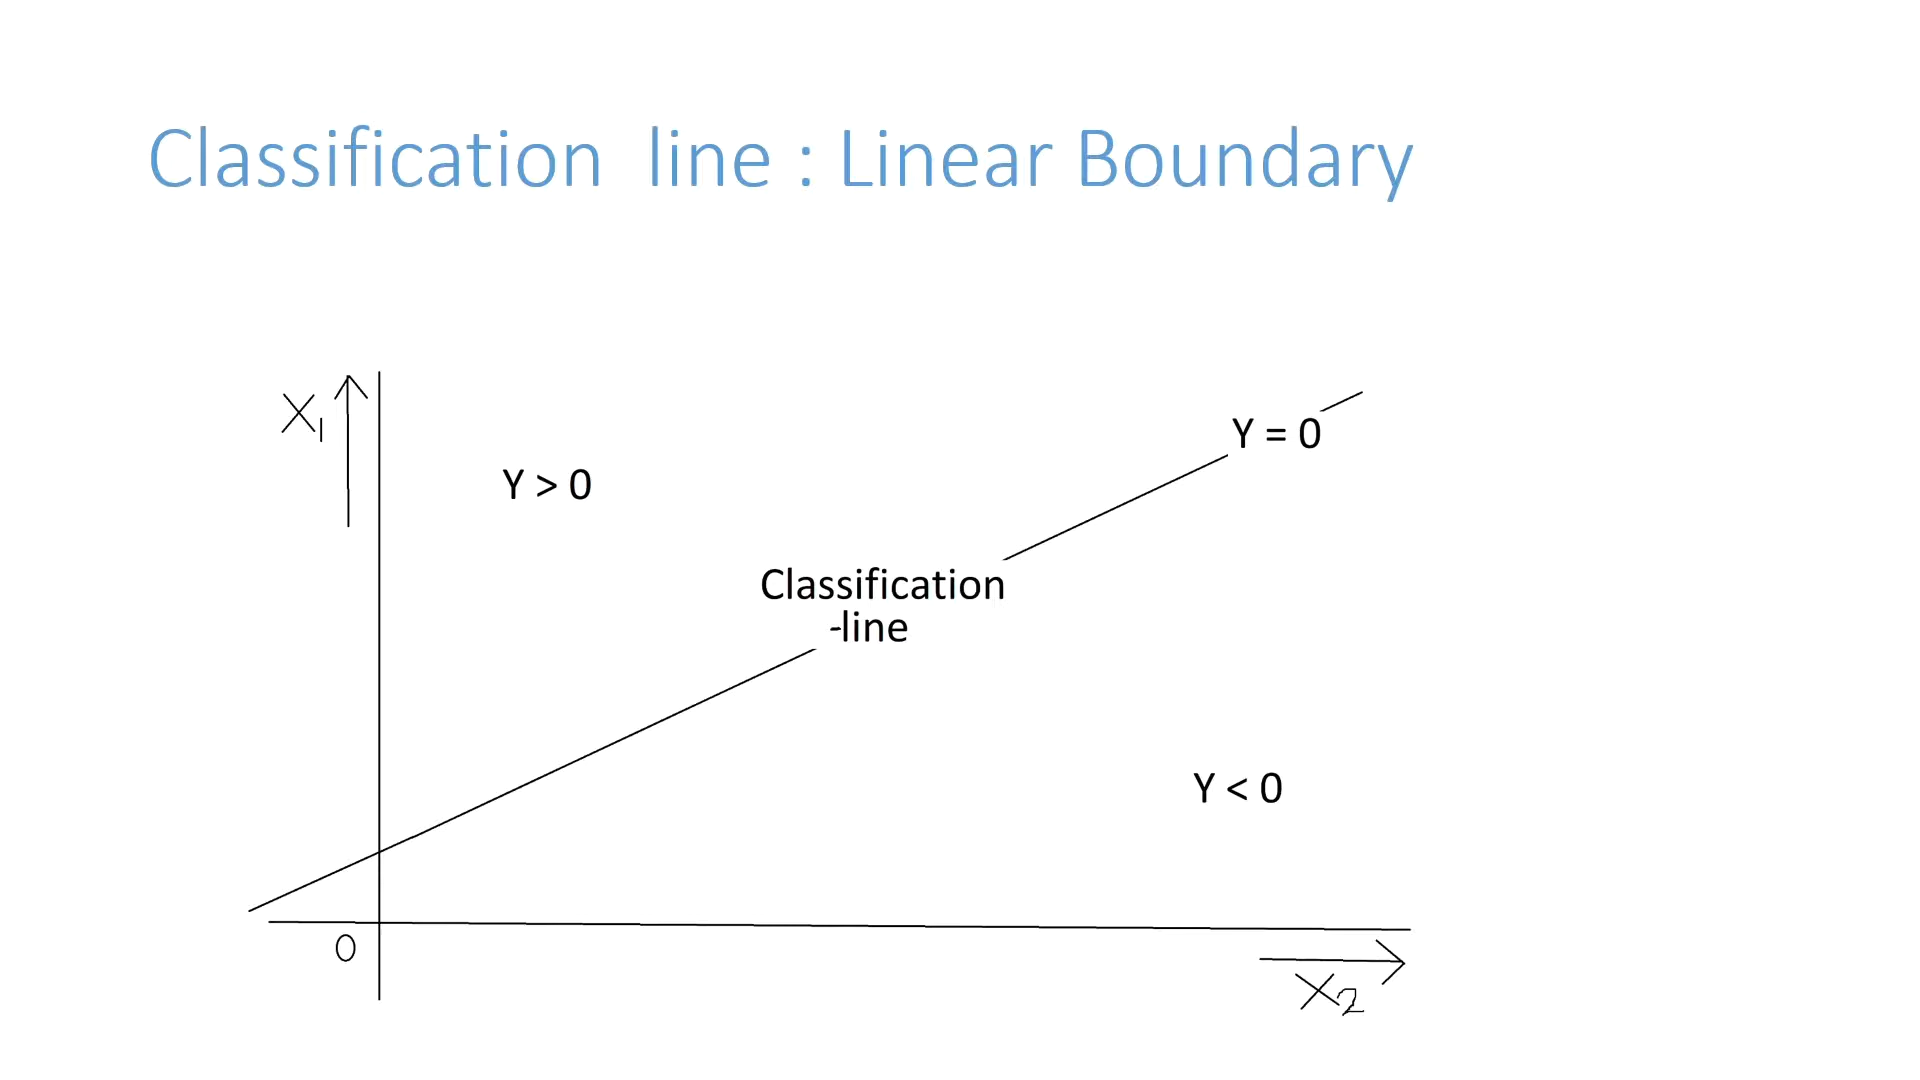 Classification line : Linear Boundary
X1
Y = 0
Y > 0
Classification
-line
Y < 0
0
X2